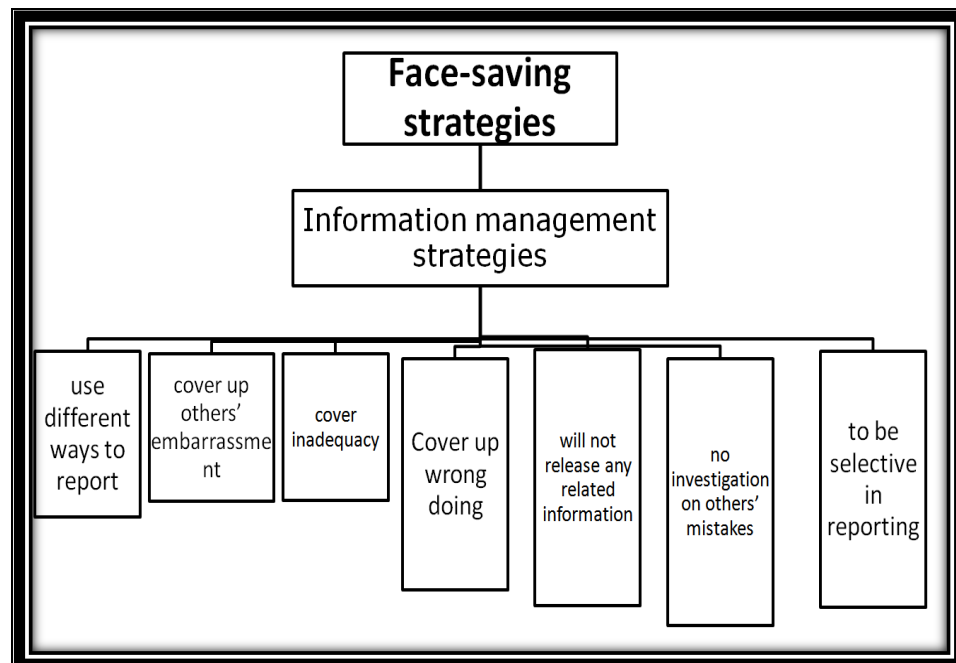 Face-saving
strategies
Information management
strategies
use
different
ways to
report
cover up
others’
embarrassme
nt
cover
inadequacy
Cover up
wrong
doing
will not
release any
related
information
no
investigation
on others’
mistakes
to be
selective
in
reporting